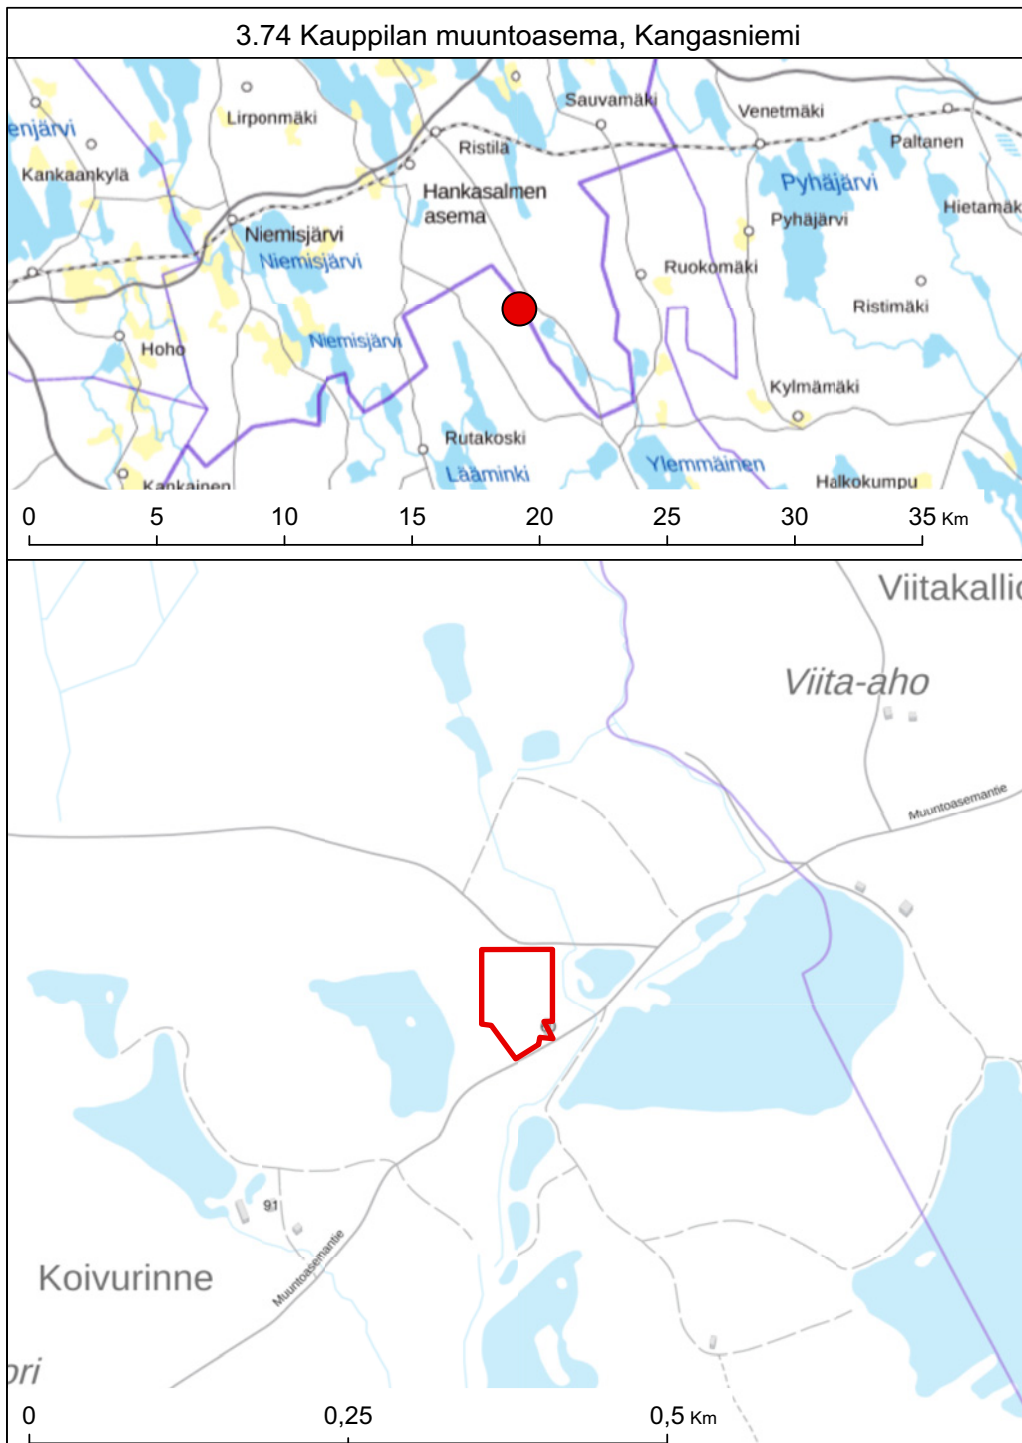 3.74 Kauppilan muuntoasema, Kangasniemi
Sauvamäki
Venetmäki
Lirponmäki
enjärvi
Ristilä
Paltanen
Kankaankylä
Hankasalmen
asema
Pyhäjärvi
Hietamäk
Pyhäjärvi
Niemisjärvi
Niemisjärvi
Ruokomäki
Ristimäki
Niemisjärvi
Hoho
Kylmämäki
Rutakoski
Lääminki
Ylemmäinen
Kankainen
Halkokumpu
0 5 10 15 20 25 30 35 Km
Viitakallio
Viita-aho
Muuntoasemantie
91
Muuntoasemantie
Koivurinne
ori
0 0,25 0,5 Km